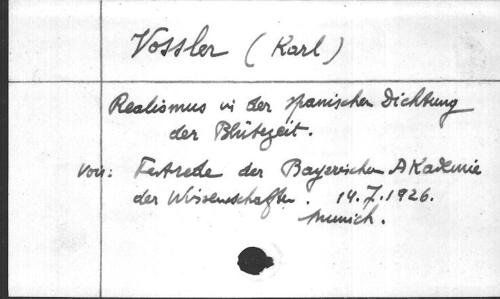 Vossler (Karl)
Realismus in der spanischen Dichtung
der Blütezeit.
Voir: Festrede der Bayerischen Akademie
der Wissenschaften. 14.7.1926.
Munich.